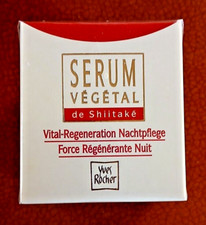 SERUM
VÉGÉTAL
de Shiitaké
Vital-Regeneration Nachtpflege
Force Régénérante Nuit
Yves
Rocher